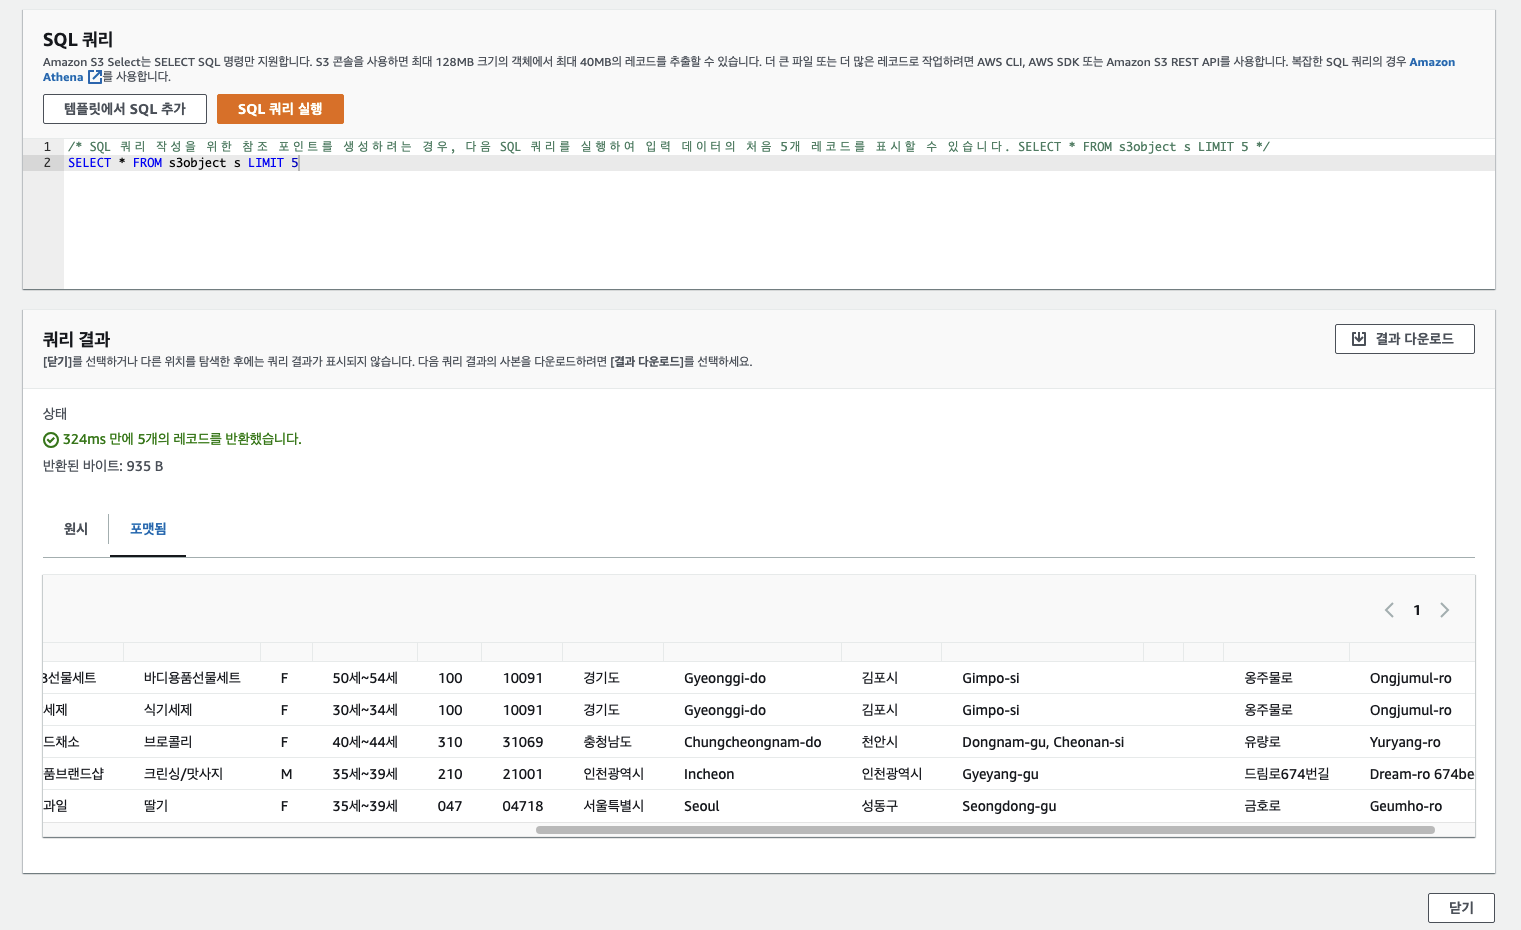 SQL 쿼리
Amazon S3 Select는 SELECT SQL 명령만 지원합니다. S3 콘솔을 사용하면 최대 128MB 크기의 객체에서 최대 40MB의 레코드를 추출할 수 있습니다. 더 큰 파일 또는 더 많은 레코드로 작업하려면 AWS CLI, AWS SDK 또는 Amazon S3 REST API를 사용합니다. 복잡한 SQL 쿼리의 경우 Amazon
Athena 를 사용합니다.
템플릿에서 SQL 추가 SQL 쿼리 실행
1 /* SQL 쿼리 작성을 위한 참조 포인트를 생성하려는 경우, 다음 SQL 쿼리를 실행하여 입력 데이터의 처음 5개 레코드를 표시할 수 있습니다. SELECT * FROM s3object s LIMIT 5 */
2 SELECT * FROM s3object s LIMIT 5
쿼리 결과 결과 다운로드
[닫기]를 선택하거나 다른 위치를 탐색한 후에는 쿼리 결과가 표시되지 않습니다. 다음 쿼리 결과의 사본을 다운로드하려면 [결과 다운로드]를 선택하세요.
상태
324ms 만에 5개의 레코드를 반환했습니다.
반환된 바이트: 935 B
원시 포맷됨
1
선물세트 바디용품선물세트 F 50세~54세 100 10091 경기도 Gyeonggi-do 김포시 Gimpo-si 옹주물로 Ongjumul-ro
세제 식기세제 F 30세~34세 100 10091 경기도 Gyeonggi-do 김포시 Gimpo-si 옹주물로 Ongjumul-ro
드채소 브로콜리 F 40세~44세 310 31069 충청남도 Chungcheongnam-do 천안시 Dongnam-gu, Cheonan-si 유량로 Yuryang-ro
품브랜드샵 크린싱/맛사지 M 35세~39세 210 21001 인천광역시 Incheon 인천광역시 Gyeyang-gu 드림로674번길 Dream-ro 674be
과일 딸기 F 35세~39세 047 04718 서울특별시 Seoul 성동구 Seongdong-gu 금호로 Geumho-ro
닫기